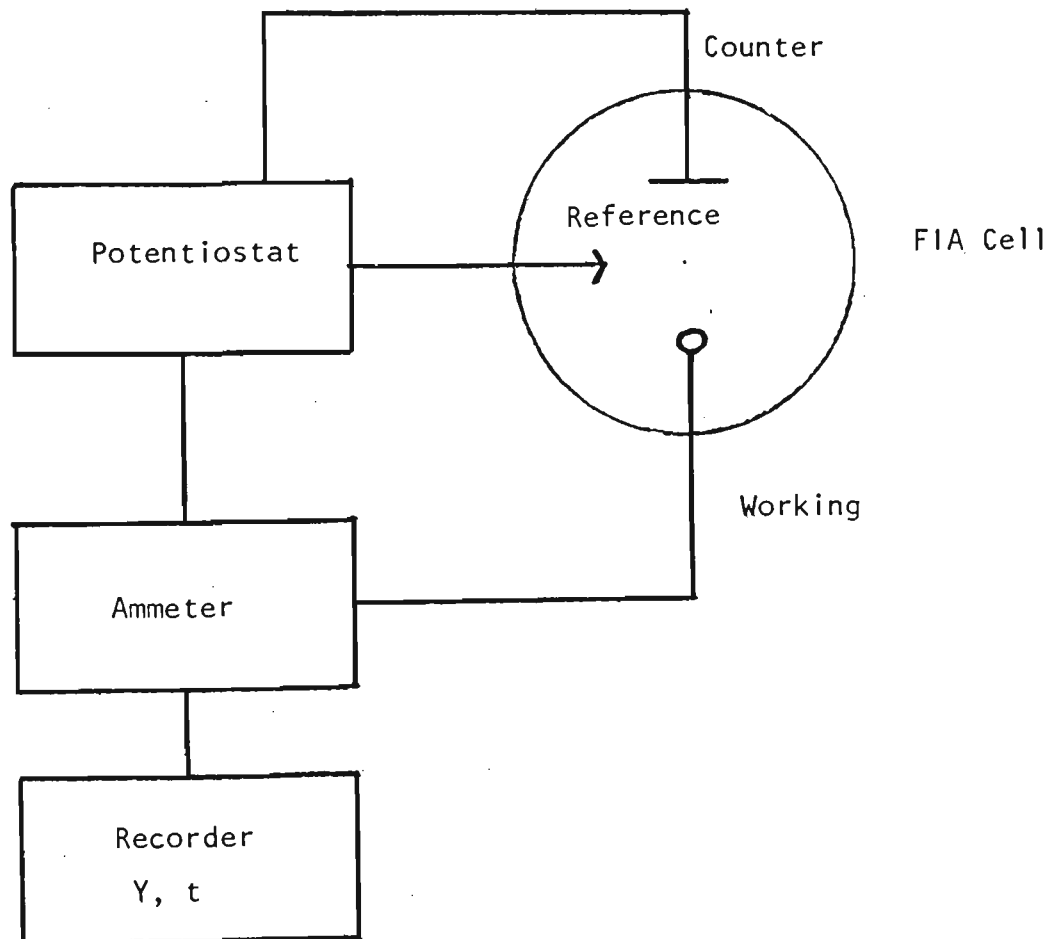 Counter
Reference
Potentiostat
FIA Cell
Working
Ammeter
Recorder
Y, t